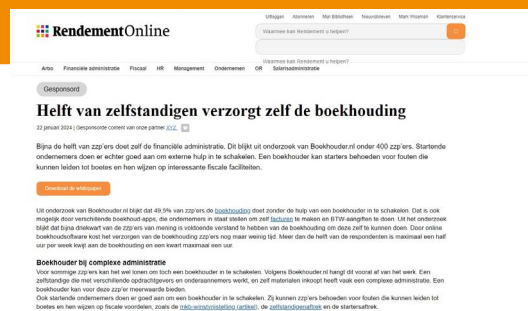 Uitloggen Abonneren Mijn Bibliotheek Nieuwsbrieven Mark Ynseman Klantenservice
RendementOnline
Waarmee kan Rendement u helpen?
Waarmee kan Rendement u helpen?
Arbo Financiële administratie Fiscaal HR Management Ondernemen OR Salarisadministratie
Gesponsord
Helft van zelfstandigen verzorgt zelf de boekhouding
22 januari 2024 | Gesponsorde content van onze partner XYZ.
Bijna de helft van zzp'ers doet zelf de financiële administratie. Dit blijkt uit onderzoek van Boekhouder.nl onder 400 zzp'ers. Startende
ondernemers doen er echter goed aan om externe hulp in te schakelen. Een boekhouder kan starters behoeden voor fouten die
kunnen leiden tot boetes en hen wijzen op interessante fiscale faciliteiten.
Download de whitepaper
Uit onderzoek van Boekhouder.nl blijkt dat 49,5% van zzp'ers de boekhouding doet zonder de hulp van een boekhouder in te schakelen. Dat is ook
mogelijk door verschillende boekhoud-apps, die ondernemers in staat stellen om zelf facturen te maken en BTW-aangiften te doen. Uit het onderzoek
blijkt dat bijna driekwart van de zzp'ers van mening is voldoende verstand te hebben van de boekhouding om deze zelf te kunnen doen. Door online
boekhoudsoftware kost het verzorgen van de boekhouding zzp'ers nog maar weinig tijd. Meer dan de helft van de respondenten is maximaal een half
uur per week kwijt aan de boekhouding en een kwart maximaal een uur.
Boekhouder bij complexe administratie
Voor sommige zzp'ers kan het wel lonen om toch een boekhouder in te schakelen. Volgens Boekhouder.nl hangt dit vooral af van het werk. Een
zelfstandige die met verschillende opdrachtgevers en onderaannemers werkt, en zelf materialen inkoopt heeft vaak een complexe administratie. Een
boekhouder kan voor deze zzp'er meerwaarde bieden.
Ook startende ondernemers doen er goed aan om een boekhouder in te schakelen. Zij kunnen zzp'ers behoeden voor fouten die kunnen leiden tot
boetes en hen wijzen op fiscale voordelen, zoals de mkb-winstvrijstelling (artikel), de zelfstandigenaftrek en de startersaftrek.